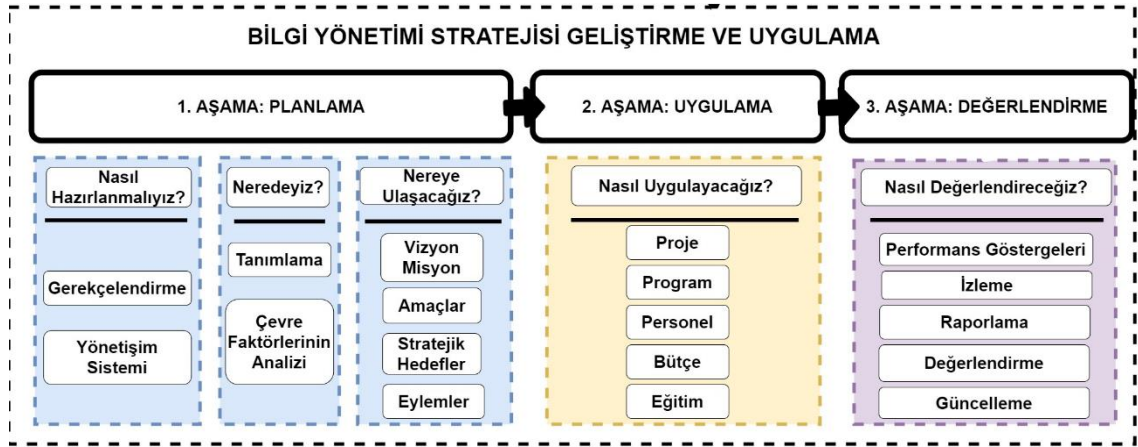 BİLGİ YÖNETİMİ STRATEJİSİ GELİŞTİRME VE UYGULAMA
1. AŞAMA: PLANLAMA
2. AŞAMA: UYGULAMA
3. AŞAMA: DEĞERLENDİRME
Nasıl
Hazırlanmalıyız?
Gerekçelendirme
Yönetişim
Sistemi
Neredeyiz?
Tanımlama
Çevre
Faktörlerinin
Analizi
Nereye
Ulaşacağız?
Vizyon
Misyon
Amaçlar
Stratejik
Hedefler
Eylemler
Nasıl Uygulayacağız?
Proje
Program
Personel
Bütçe
Eğitim
Nasıl Değerlendireceğiz?
Performans Göstergeleri
İzleme
Raporlama
Değerlendirme
Güncelleme